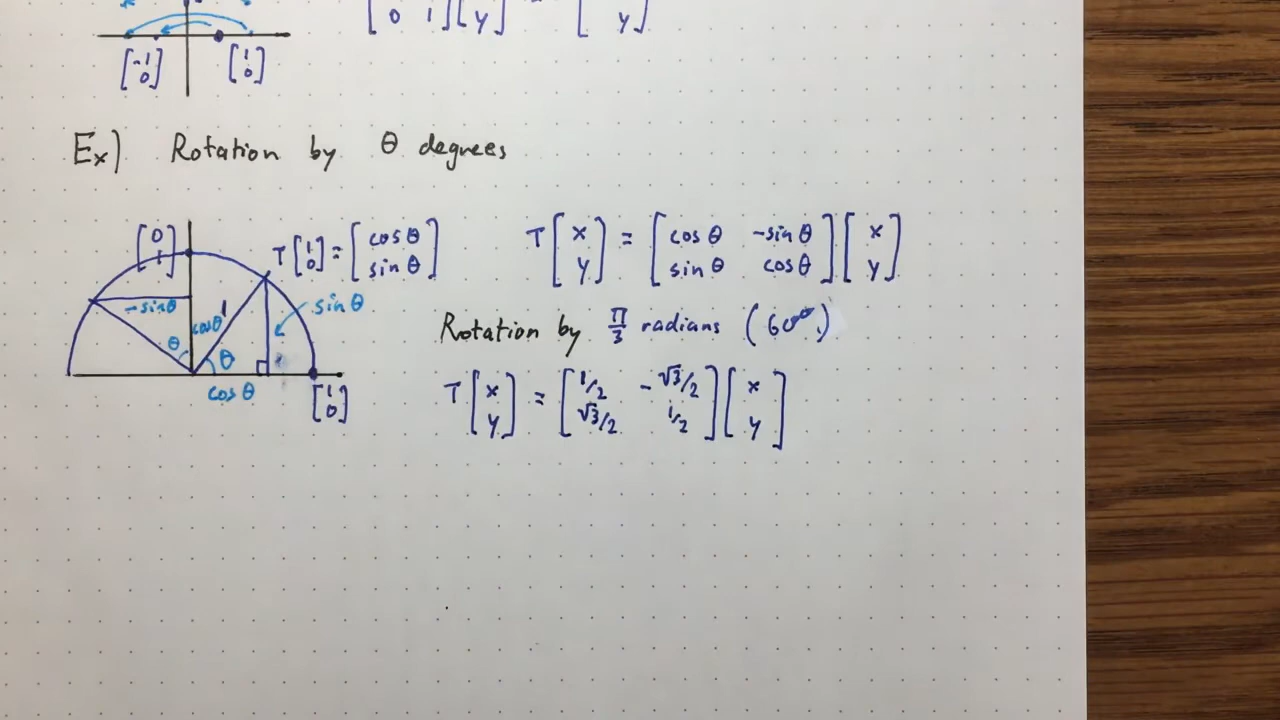 [0 1] [y] = [y]
[-1 0] [1 0]
Ex) Rotation by θ degrees
[0 1] T[1 0] = [cos θ sin θ]
T[x y] = [cos θ -sin θ sin θ cos θ][x y]
-sin θ cos θ 1 sin θ
θ θ
cos θ [1 0]
Rotation by π/3 radians (60°)
T[x y] = [1/2 -√3/2 √3/2 1/2][x y]